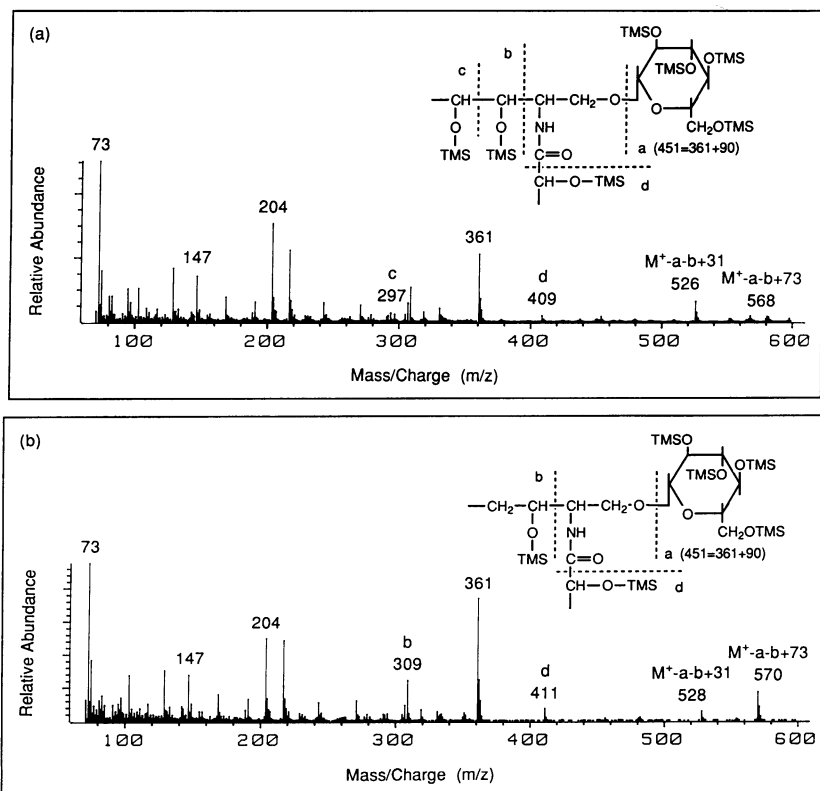 (a)
TMSO
TMSO
OTMS
b
c
—CH—CH—CH—CH₂—O—
O
O
O
NH
CH₂OTMS
TMS
TMS
C=O
a (451=361+90)
CH—O—TMS
d
73
204
147
361
c
297
d
409
M⁺-a-b+31
526
M⁺-a-b+73
568
Relative Abundance
100 200 300 400 500 600
Mass/Charge (m/z)
(b)
TMSO
TMSO
OTMS
b
—CH₂—CH—CH—CH₂-O—
O
O
NH
CH₂OTMS
TMS
C=O
a (451=361+90)
CH—O—TMS
d
73
204
147
b
309
361
d
411
M⁺-a-b+31
528
M⁺-a-b+73
570
Relative Abundance
100 200 300 400 500 600
Mass/Charge (m/z)